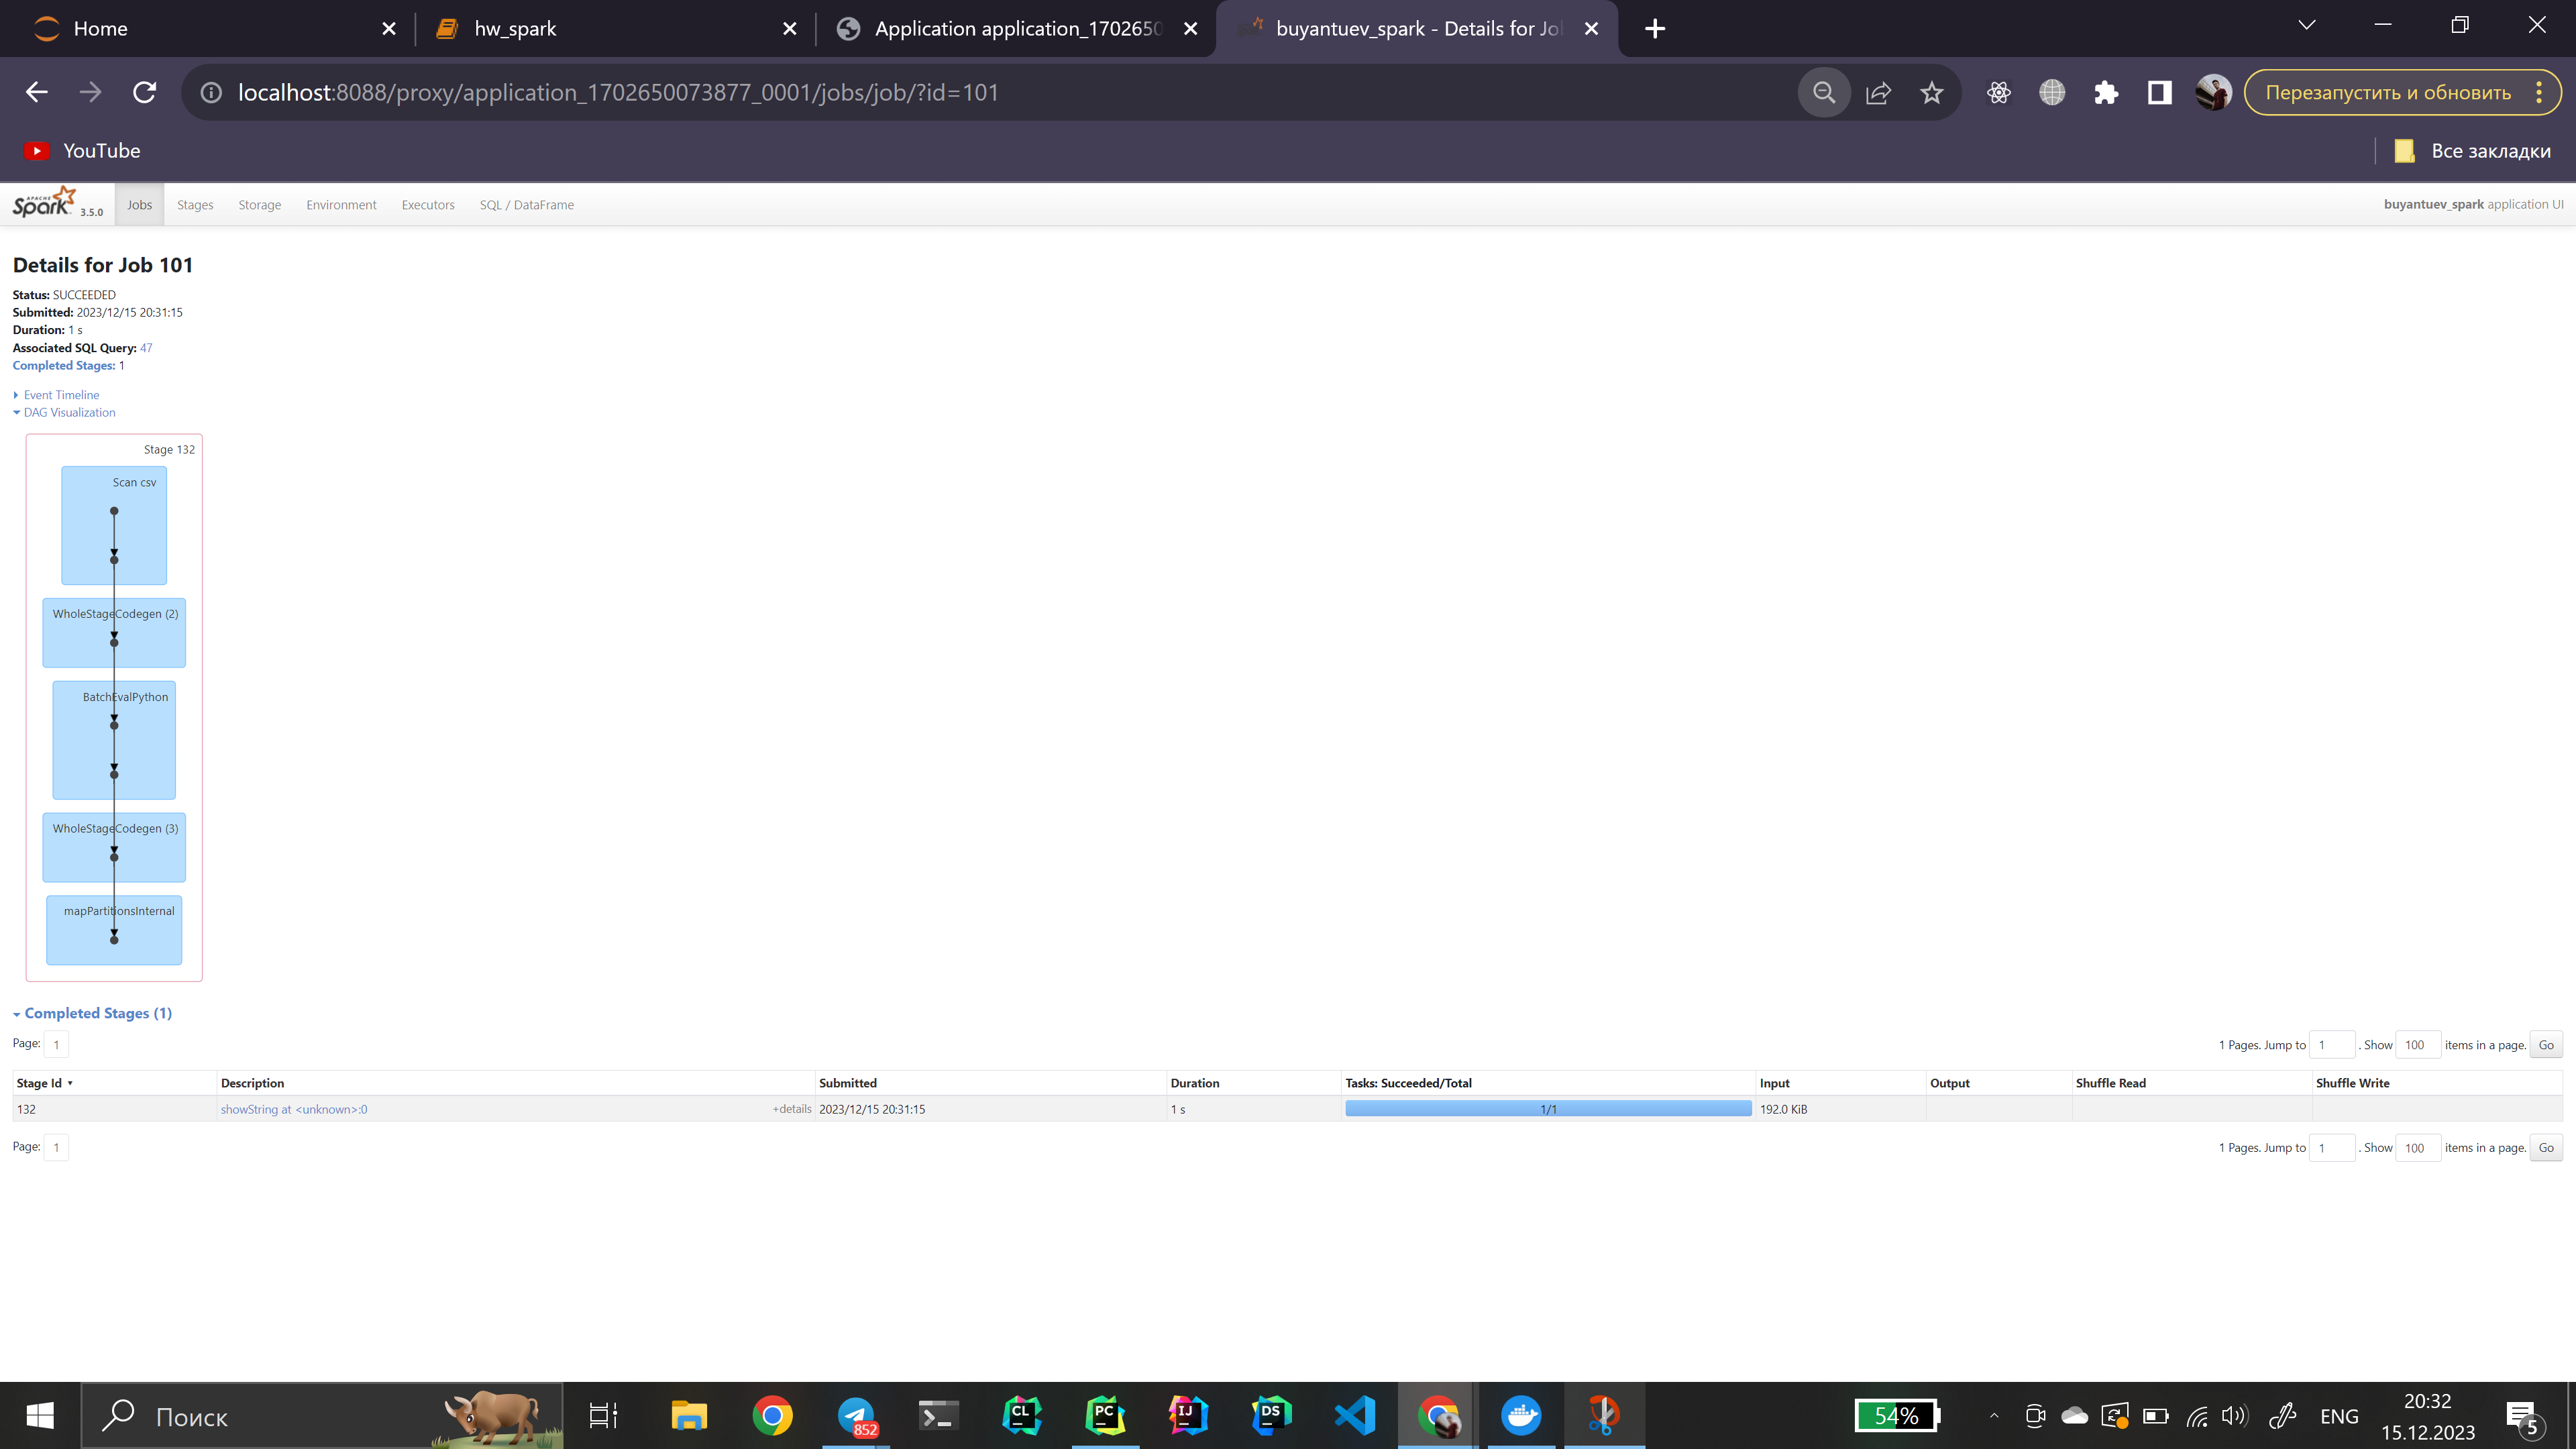 Home
hw_spark
Application application_1702650
buyantuev_spark - Details for Jo
localhost:8088/proxy/application_1702650073877_0001/jobs/job/?id=101
Перезапустить и обновить
YouTube
Все закладки
APACHE Spark 3.5.0
Jobs
Stages
Storage
Environment
Executors
SQL / DataFrame
buyantuev_spark application UI
Details for Job 101
Status: SUCCEEDED
Submitted: 2023/12/15 20:31:15
Duration: 1 s
Associated SQL Query: 47
Completed Stages: 1
Event Timeline
DAG Visualization
Stage 132
Scan csv
WholeStageCodegen (2)
BatchEvalPython
WholeStageCodegen (3)
mapPartitionsInternal
Completed Stages (1)
Page: 1
1 Pages. Jump to 1 . Show 100 items in a page. Go
Stage Id ▾ Description Submitted Duration Tasks: Succeeded/Total Input Output Shuffle Read Shuffle Write
132 showString at <unknown>:0 +details 2023/12/15 20:31:15 1 s 1/1 192.0 KiB
Page: 1
1 Pages. Jump to 1 . Show 100 items in a page. Go
Поиск
852
CL
PC
IJ
DS
54%
ENG
20:32
15.12.2023
5